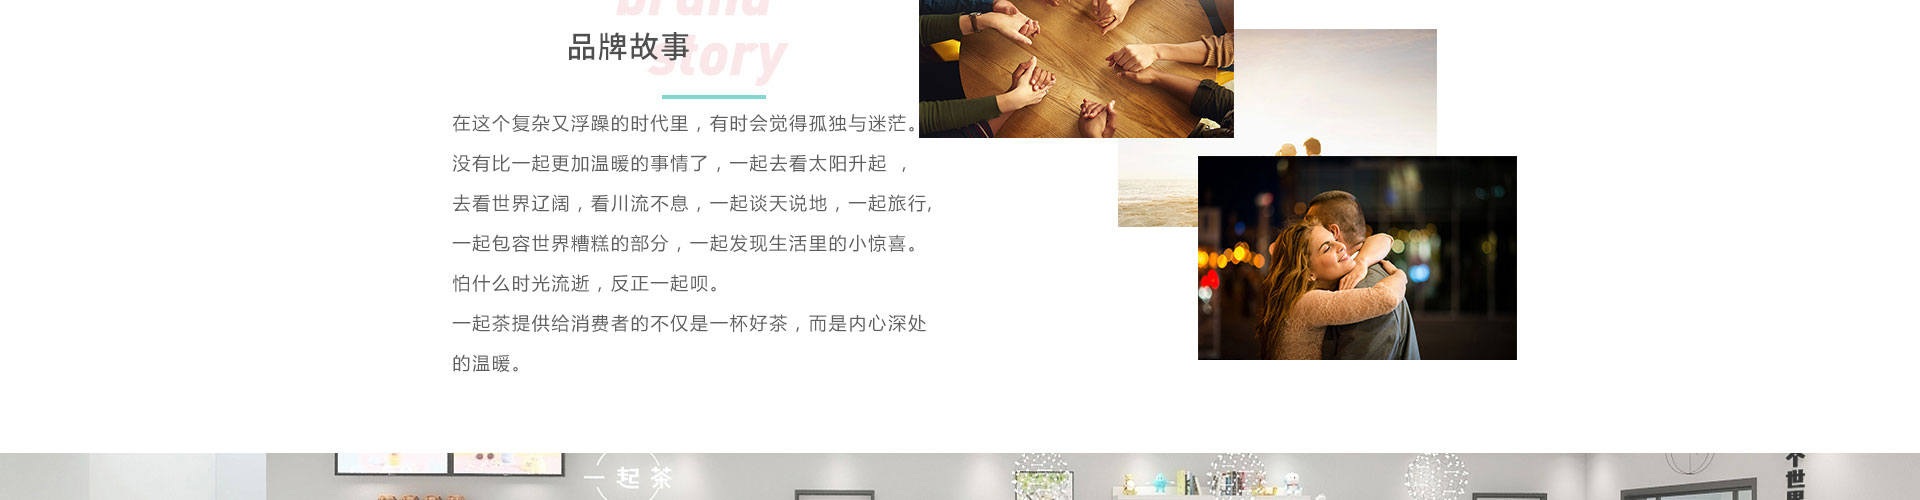 brand
story
品牌故事
在这个复杂又浮躁的时代里，有时会觉得孤独与迷茫。
没有比一起更加温暖的事情了，一起去看太阳升起 ，
去看世界辽阔，看川流不息，一起谈天说地，一起旅行，
一起包容世界糟糕的部分，一起发现生活里的小惊喜。
怕什么时光流逝，反正一起呗。
一起茶提供给消费者的不仅是一杯好茶，而是内心深处
的温暖。
一起茶
个世界